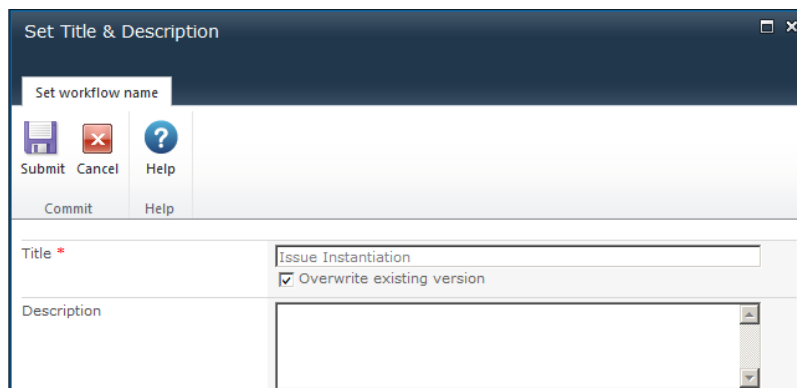 Set Title & Description
Set workflow name
Submit Cancel Help
Commit Help
Title * Issue Instantiation
Overwrite existing version
Description